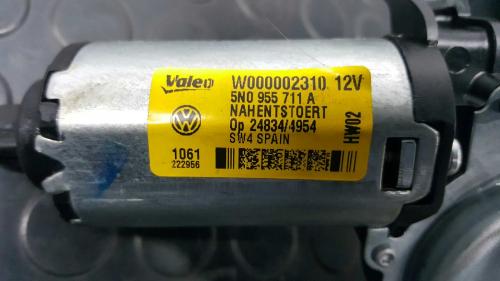 Valeo W000002310 12V
5N0 955 711 A
NAHENTSTOERT
Op 24834/4954
SW4 SPAIN
HW02
1061
222956